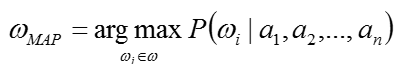 ω_MAP = arg max_{ω_i∈ω} P(ω_i | a_1, a_2, ..., a_n)